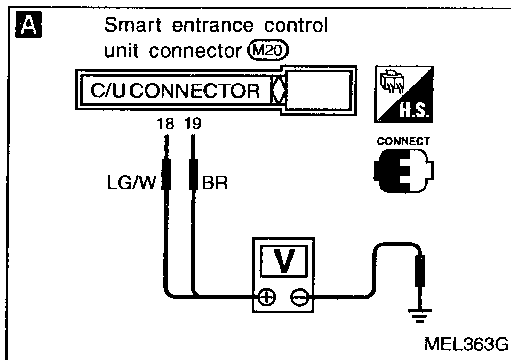 A
Smart entrance control
unit connector M20
C/U CONNECTOR
H.S.
18 19
CONNECT
LG/W BR
V
+ −
MEL363G